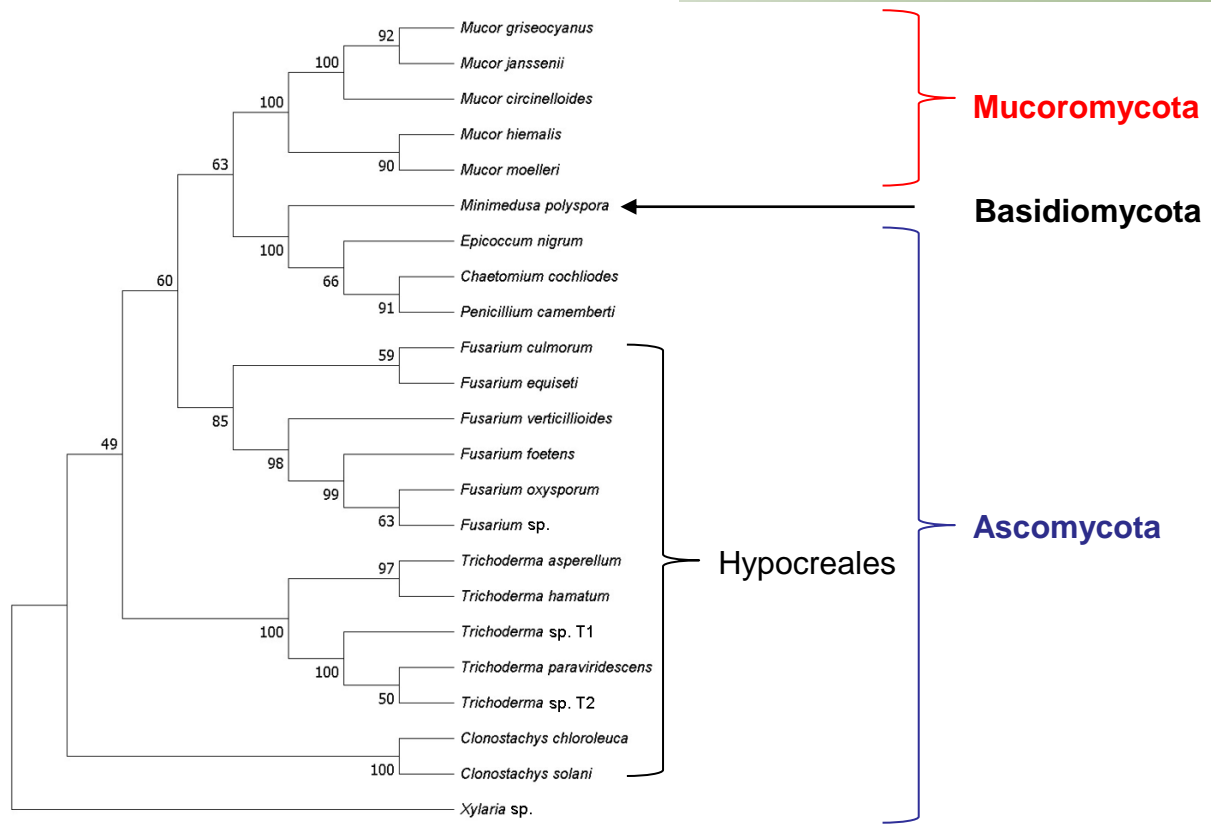 92
Mucor griseocyanus
Mucor janssenii
100
Mucor circinelloides
100
Mucor hiemalis
90
Mucor moelleri
63
Minimedusa polyspora
100
Epicoccum nigrum
66
Chaetomium cochliodes
91
Penicillium camemberti
60
59
Fusarium culmorum
Fusarium equiseti
85
Fusarium verticillioides
98
Fusarium foetens
99
Fusarium oxysporum
63
Fusarium sp.
49
97
Trichoderma asperellum
Trichoderma hamatum
100
Trichoderma sp. T1
100
Trichoderma paraviridescens
50
Trichoderma sp. T2
Clonostachys chloroleuca
100
Clonostachys solani
Xylaria sp.
Hypocreales
Mucoromycota
Basidiomycota
Ascomycota